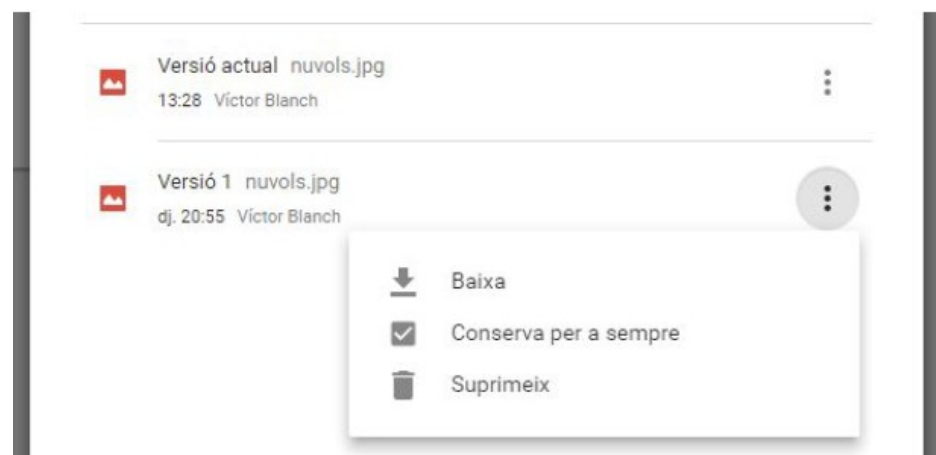 Versió actual nuvols.jpg
13:28 Víctor Blanch
Versió 1 nuvols.jpg
dj. 20:55 Víctor Blanch
Baixa
Conserva per a sempre
Suprimeix